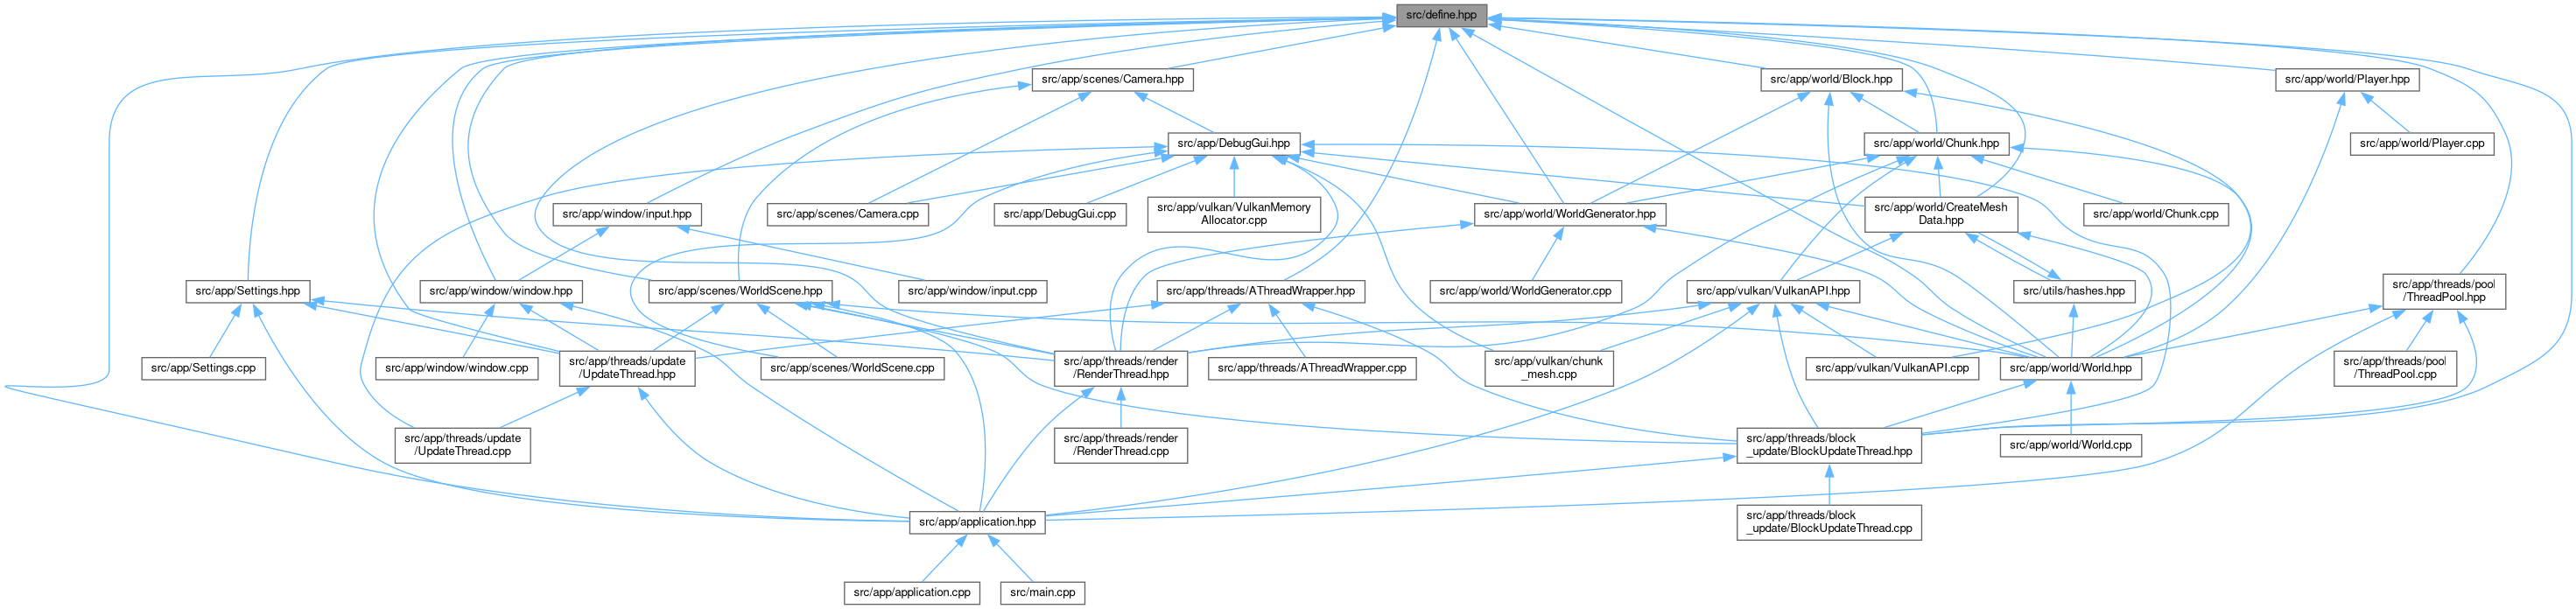 src/define.hpp
src/app/scenes/Camera.hpp
src/app/world/Block.hpp
src/app/world/Player.hpp
src/app/DebugGui.hpp
src/app/world/Chunk.hpp
src/app/world/Player.cpp
src/app/window/input.hpp
src/app/scenes/Camera.cpp
src/app/DebugGui.cpp
src/app/vulkan/VulkanMemory
Allocator.cpp
src/app/world/WorldGenerator.hpp
src/app/world/CreateMesh
Data.hpp
src/app/world/Chunk.cpp
src/app/Settings.hpp
src/app/window/window.hpp
src/app/scenes/WorldScene.hpp
src/app/window/input.cpp
src/app/threads/AThreadWrapper.hpp
src/app/world/WorldGenerator.cpp
src/app/vulkan/VulkanAPI.hpp
src/utils/hashes.hpp
src/app/threads/pool
/ThreadPool.hpp
src/app/Settings.cpp
src/app/window/window.cpp
src/app/threads/update
/UpdateThread.hpp
src/app/scenes/WorldScene.cpp
src/app/threads/render
/RenderThread.hpp
src/app/threads/AThreadWrapper.cpp
src/app/vulkan/chunk
_mesh.cpp
src/app/vulkan/VulkanAPI.cpp
src/app/world/World.hpp
src/app/threads/pool
/ThreadPool.cpp
src/app/threads/update
/UpdateThread.cpp
src/app/threads/render
/RenderThread.cpp
src/app/threads/block
_update/BlockUpdateThread.hpp
src/app/world/World.cpp
src/app/application.hpp
src/app/threads/block
_update/BlockUpdateThread.cpp
src/app/application.cpp
src/main.cpp